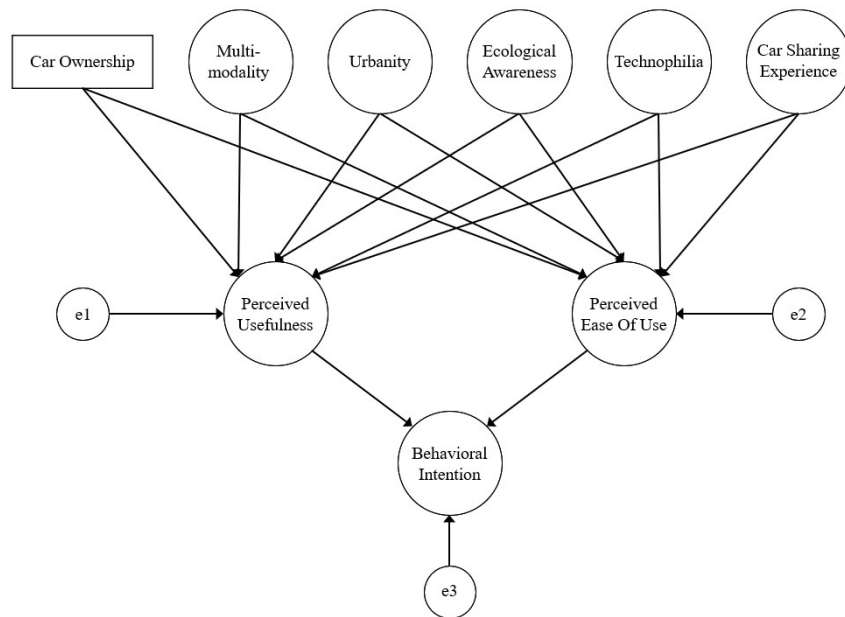 Car Ownership
Multi-
modality
Urbanity
Ecological
Awareness
Technophilia
Car Sharing
Experience
e1
Perceived
Usefulness
Perceived
Ease Of Use
e2
Behavioral
Intention
e3